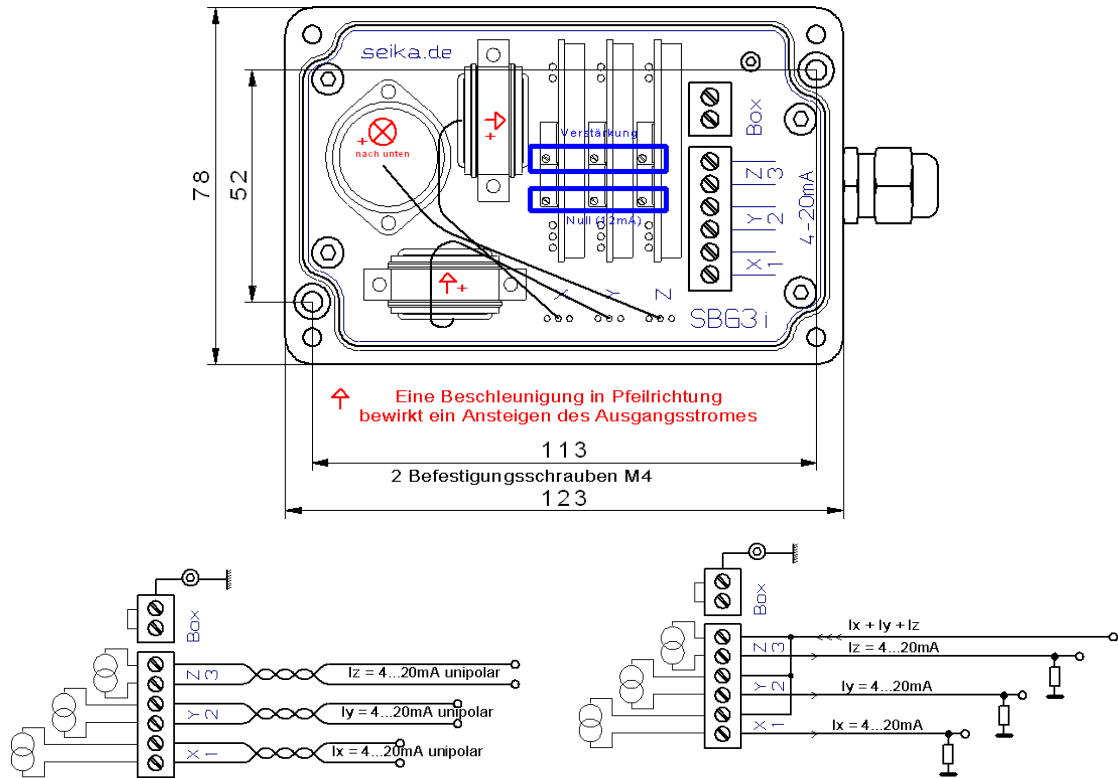 seika.de
+
nach unten
+
Verstärkung
Null (12mA)
+
Box
Z 3
Y 2
X 1
4-20mA
X
Y
Z
SBG3i
78
52
Eine Beschleunigung in Pfeilrichtung
bewirkt ein Ansteigen des Ausgangsstromes
113
2 Befestigungsschrauben M4
123
Box
Z 3
Y 2
X 1
Iz = 4...20mA unipolar
Iy = 4...20mA unipolar
Ix = 4...20mA unipolar
Box
Z 3
Y 2
X 1
Ix + Iy + Iz
Iz = 4...20mA
Iy = 4...20mA
Ix = 4...20mA